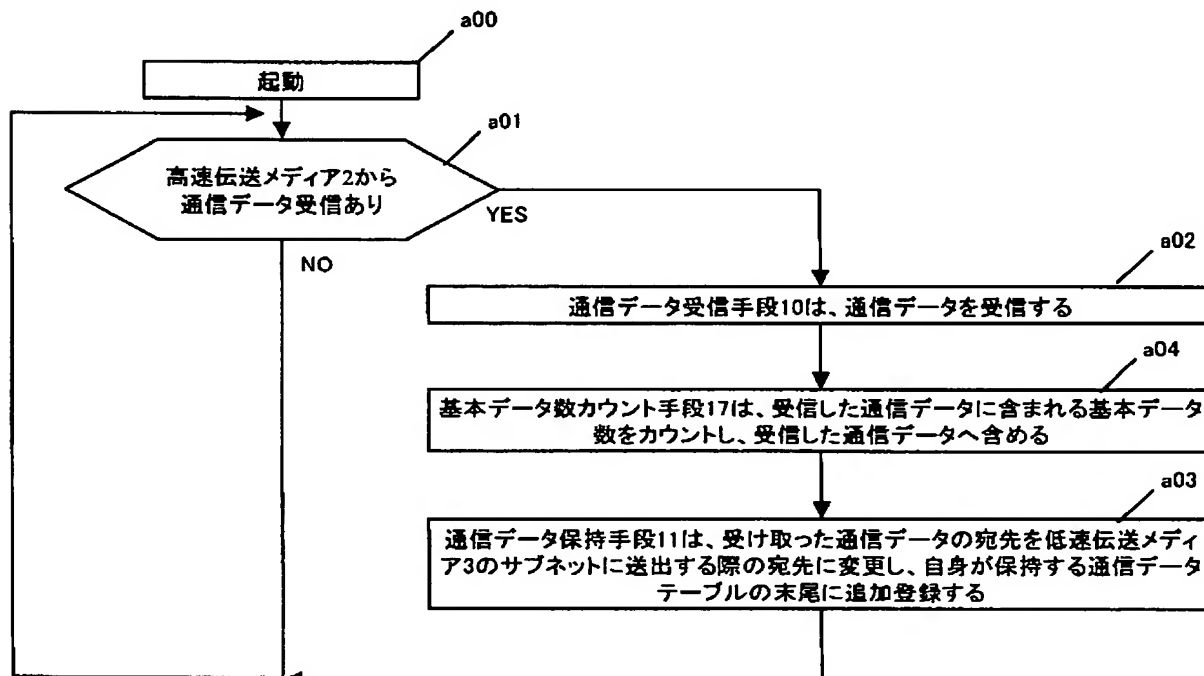 a00
起動
a01
高速伝送メディア2から
通信データ受信あり
YES
NO
a02
通信データ受信手段10は、通信データを受信する
a04
基本データ数カウント手段17は、受信した通信データに含まれる基本データ
数をカウントし、受信した通信データへ含める
a03
通信データ保持手段11は、受け取った通信データの宛先を低速伝送メディ
ア3のサブネットに送出する際の宛先に変更し、自身が保持する通信データ
テーブルの末尾に追加登録する